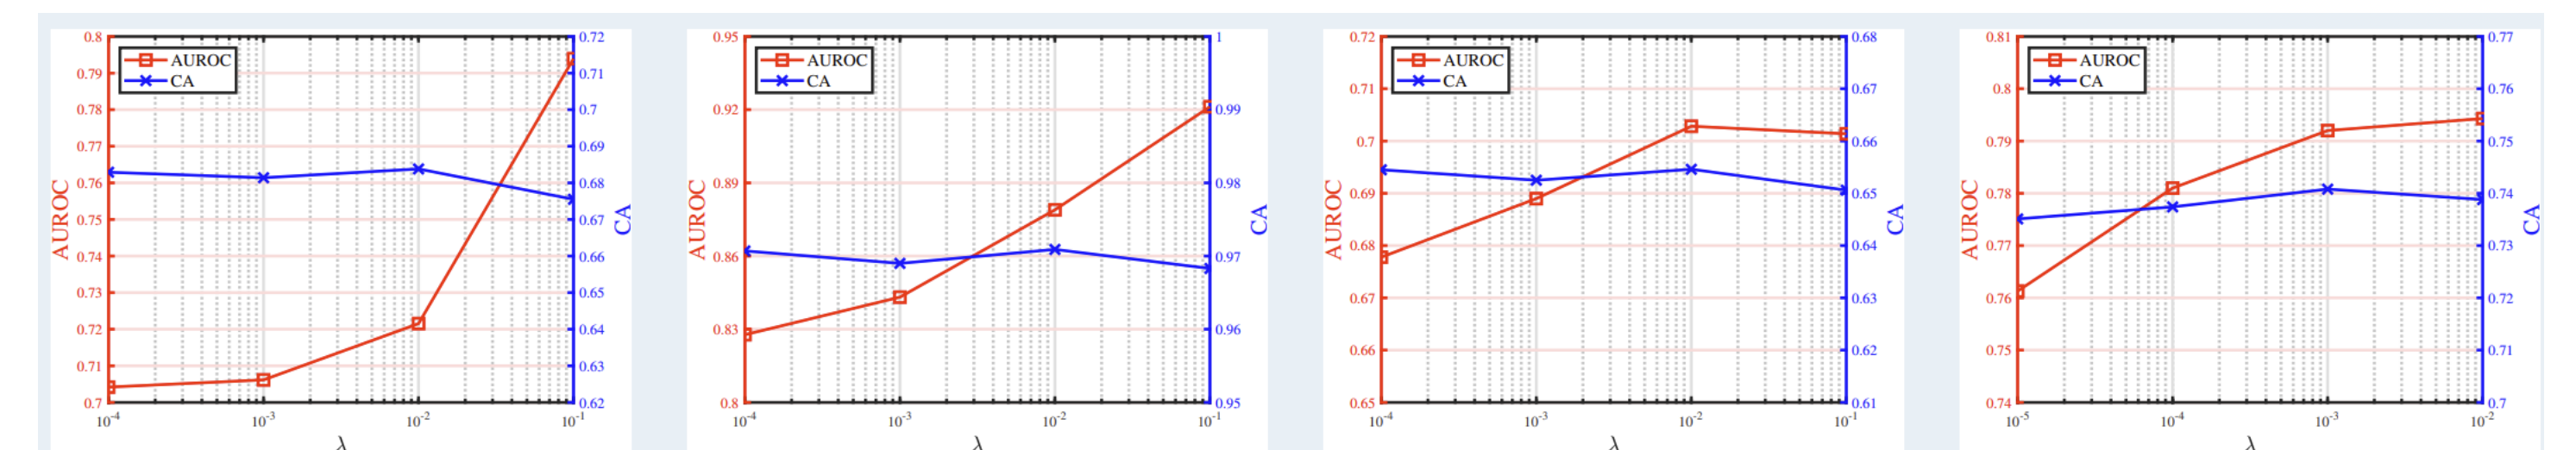 AUROC
CA
0.8
0.79
0.78
0.77
0.76
0.75
0.74
0.73
0.72
0.71
0.7
0.72
0.71
0.7
0.69
0.68
0.67
0.66
0.65
0.64
0.63
0.62
AUROC
CA
10⁻⁴ 10⁻³ 10⁻² 10⁻¹
λ
AUROC
CA
0.95
0.92
0.89
0.86
0.83
0.8
1
0.99
0.98
0.97
0.96
0.95
AUROC
CA
10⁻⁴ 10⁻³ 10⁻² 10⁻¹
λ
AUROC
CA
0.72
0.71
0.7
0.69
0.68
0.67
0.66
0.65
0.68
0.67
0.66
0.65
0.64
0.63
0.62
0.61
AUROC
CA
10⁻⁴ 10⁻³ 10⁻² 10⁻¹
λ
AUROC
CA
0.81
0.8
0.79
0.78
0.77
0.76
0.75
0.74
0.77
0.76
0.75
0.74
0.73
0.72
0.71
0.7
AUROC
CA
10⁻⁵ 10⁻⁴ 10⁻³ 10⁻²
λ